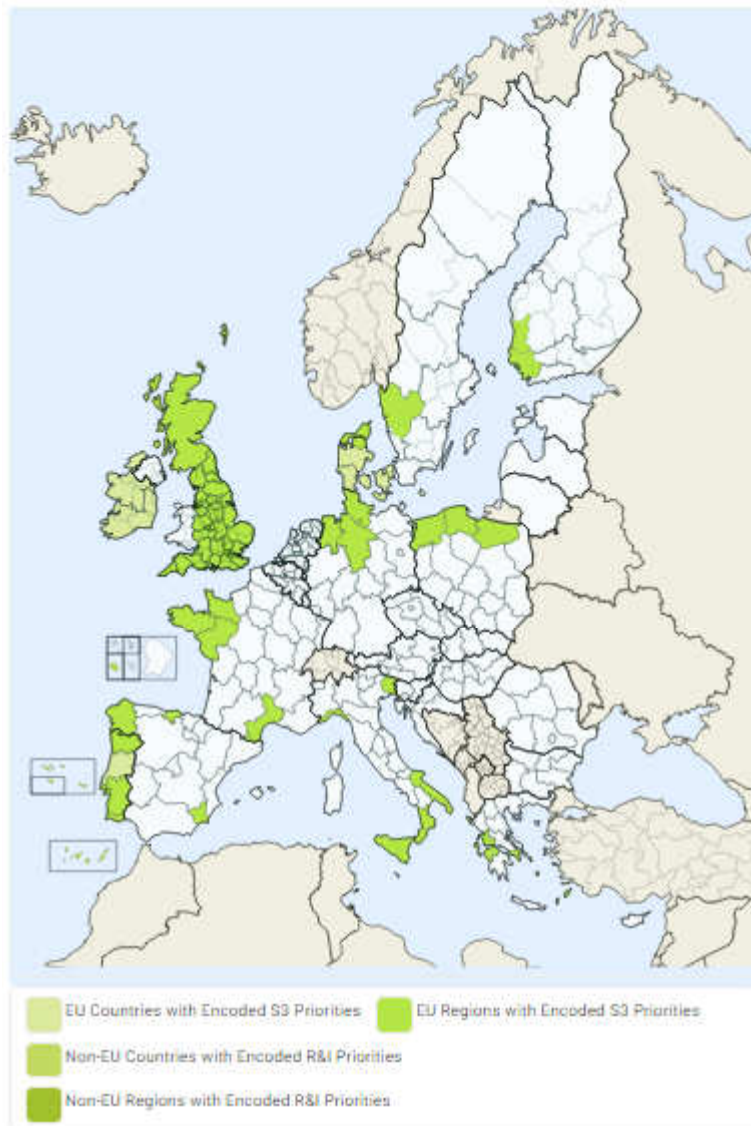 EU Countries with Encoded S3 Priorities
EU Regions with Encoded S3 Priorities
Non-EU Countries with Encoded R&I Priorities
Non-EU Regions with Encoded R&I Priorities